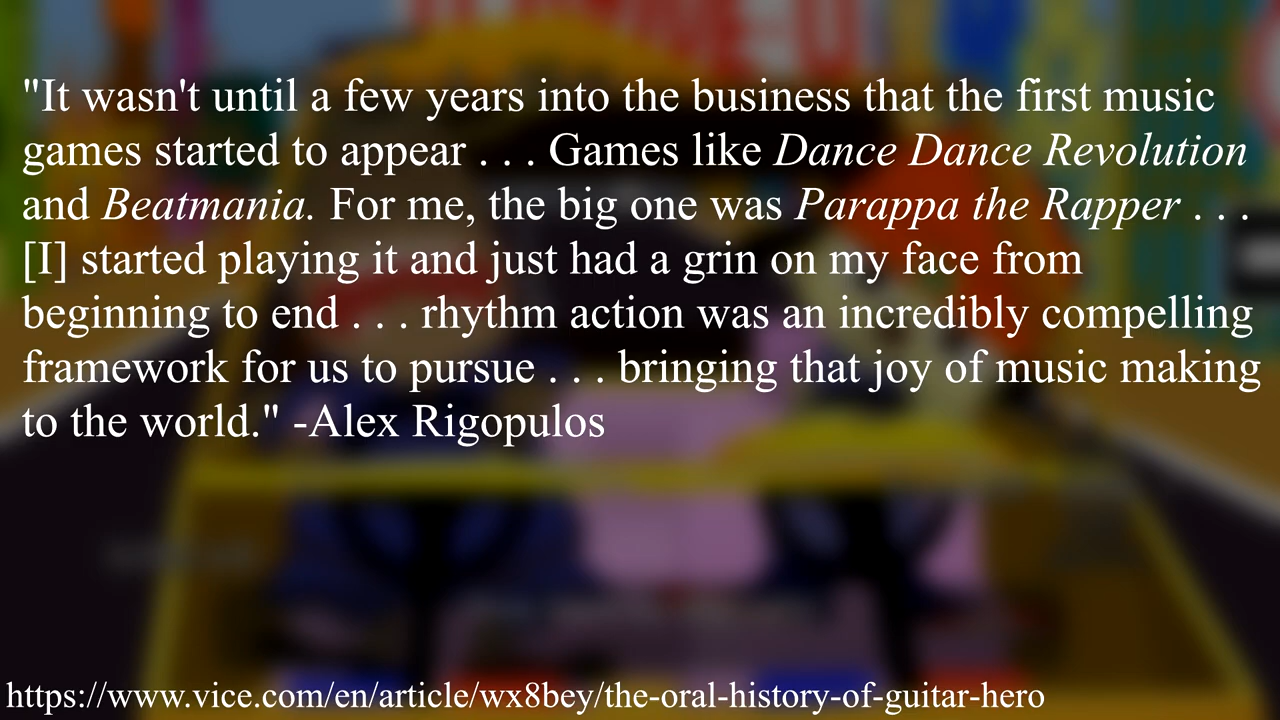 "It wasn't until a few years into the business that the first music
games started to appear . . . Games like Dance Dance Revolution
and Beatmania. For me, the big one was Parappa the Rapper . . .
[I] started playing it and just had a grin on my face from
beginning to end . . . rhythm action was an incredibly compelling
framework for us to pursue . . . bringing that joy of music making
to the world." -Alex Rigopulos
https://www.vice.com/en/article/wx8bey/the-oral-history-of-guitar-hero